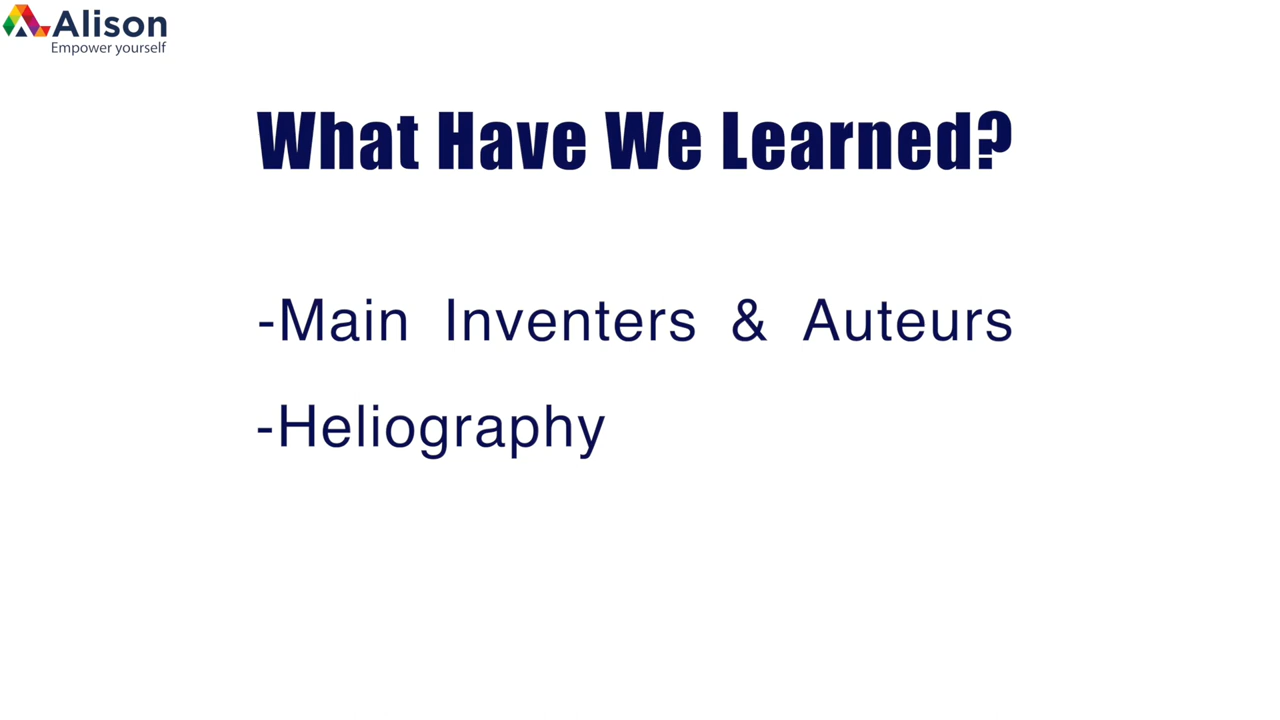 Alison
Empower yourself
What Have We Learned?
-Main Inventers & Auteurs
-Heliography